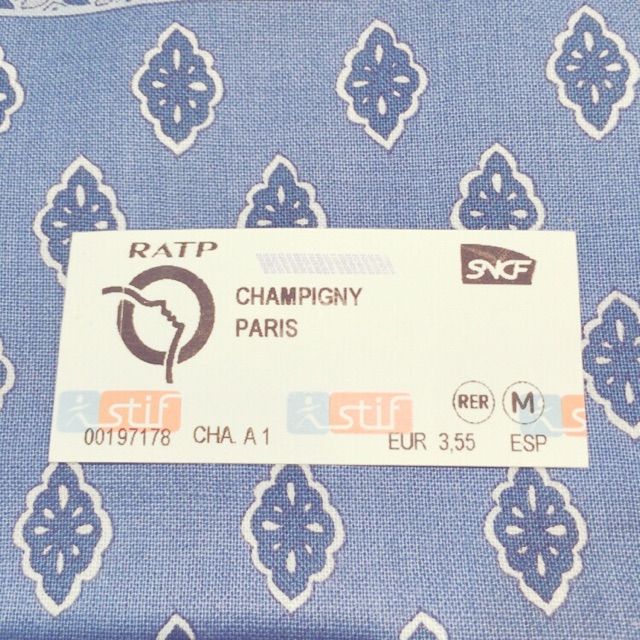 RATP
SNCF
CHAMPIGNY
PARIS
RER M
stif stif s
00197178 CHA. A 1 EUR 3,55 ESP